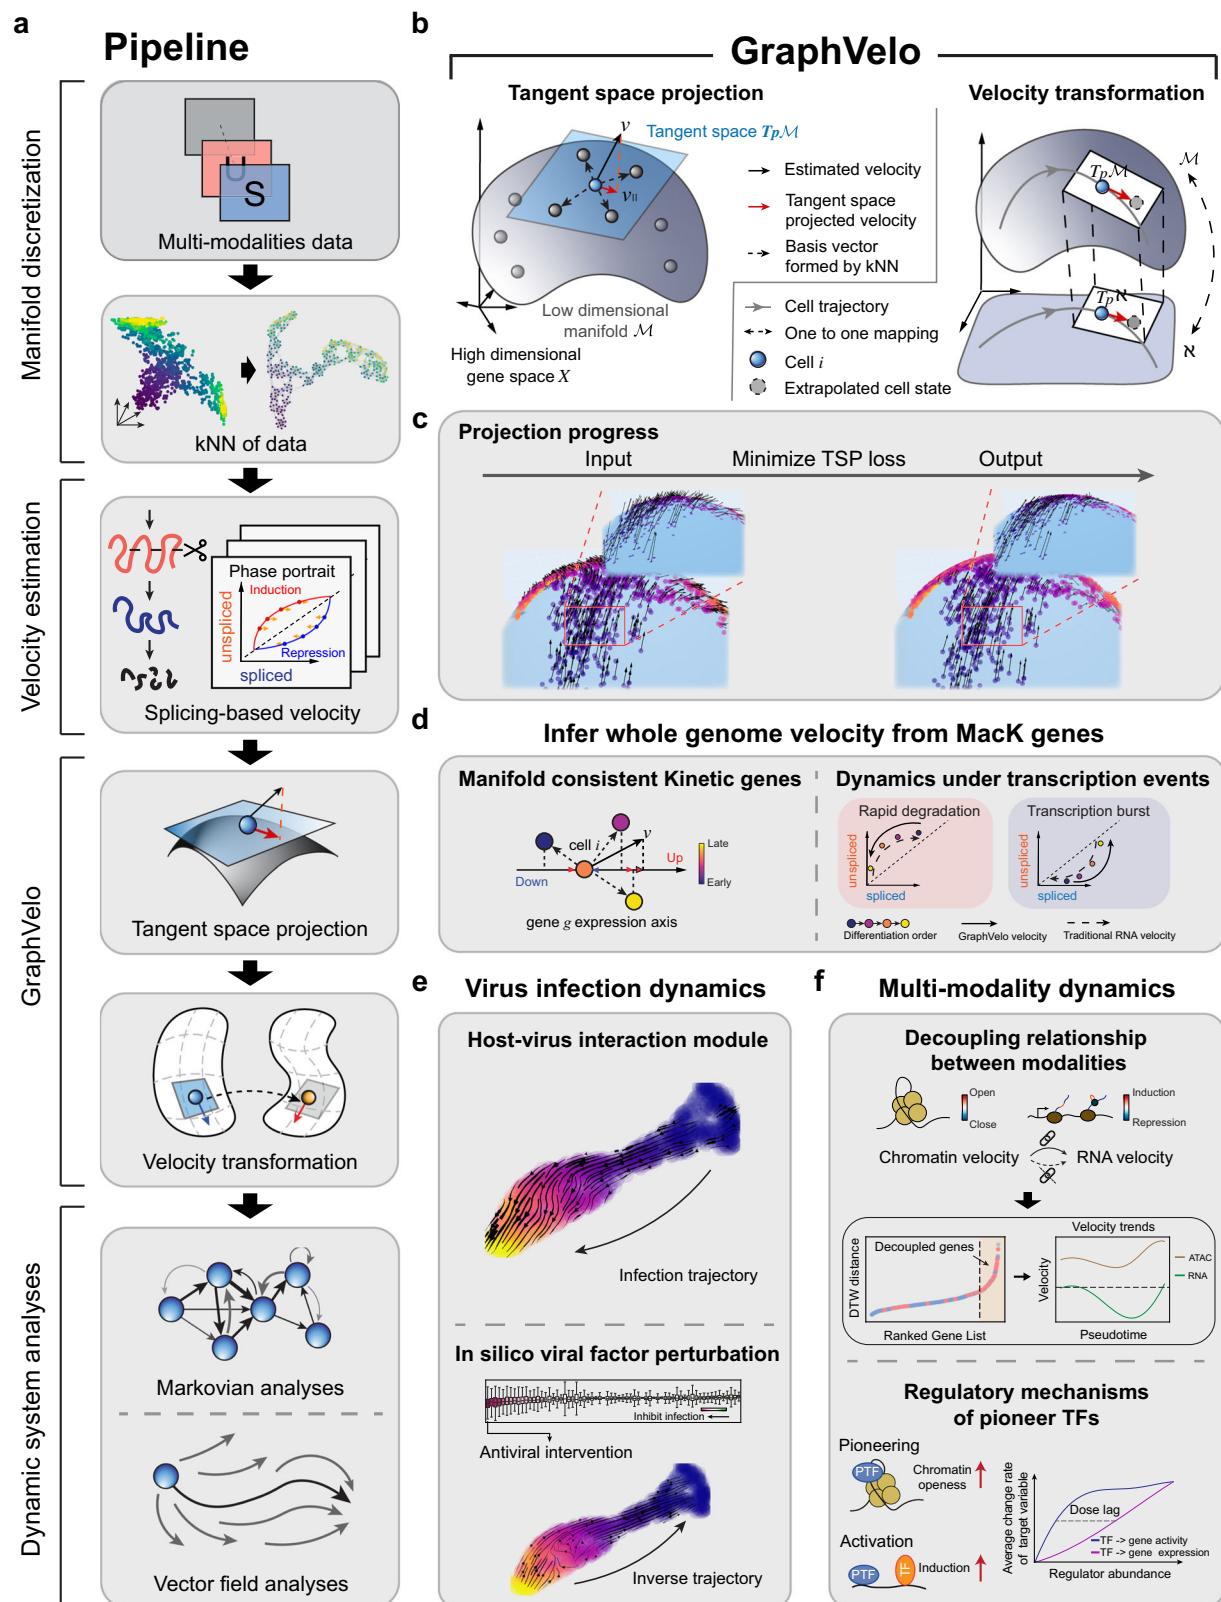 a
Pipeline
Manifold discretization
U
S
Multi-modalities data
kNN of data
Velocity estimation
Phase portrait
Induction
unspliced
Repression
spliced
Splicing-based velocity
GraphVelo
Tangent space projection
Velocity transformation
Dynamic system analyses
Markovian analyses
Vector field analyses
b
GraphVelo
Tangent space projection
v
Tangent space TpM
v||
Low dimensional
manifold M
High dimensional
gene space X
Estimated velocity
Tangent space
projected velocity
Basis vector
formed by kNN
Cell trajectory
One to one mapping
Cell i
Extrapolated cell state
Velocity transformation
TpM
M
Tpא
א
c
Projection progress
Input
Minimize TSP loss
Output
d
Infer whole genome velocity from MacK genes
Manifold consistent Kinetic genes
cell i
v
Up
Down
Late
Early
gene g expression axis
Dynamics under transcription events
Rapid degradation
unspliced
spliced
Transcription burst
unspliced
spliced
Differentiation order
GraphVelo velocity
Traditional RNA velocity
e
Virus infection dynamics
Host-virus interaction module
Infection trajectory
In silico viral factor perturbation
Inhibit infection
Antiviral intervention
Inverse trajectory
f
Multi-modality dynamics
Decoupling relationship
between modalities
Open
Close
Induction
Repression
Chromatin velocity
RNA velocity
DTW distance
Decoupled genes
Ranked Gene List
Velocity trends
Velocity
ATAC
RNA
Pseudotime
Regulatory mechanisms
of pioneer TFs
Pioneering
PTF
Chromatin
openess
Activation
PTF
TF
Induction
Average change rate
of target variable
Dose lag
TF -> gene activity
TF -> gene expression
Regulator abundance